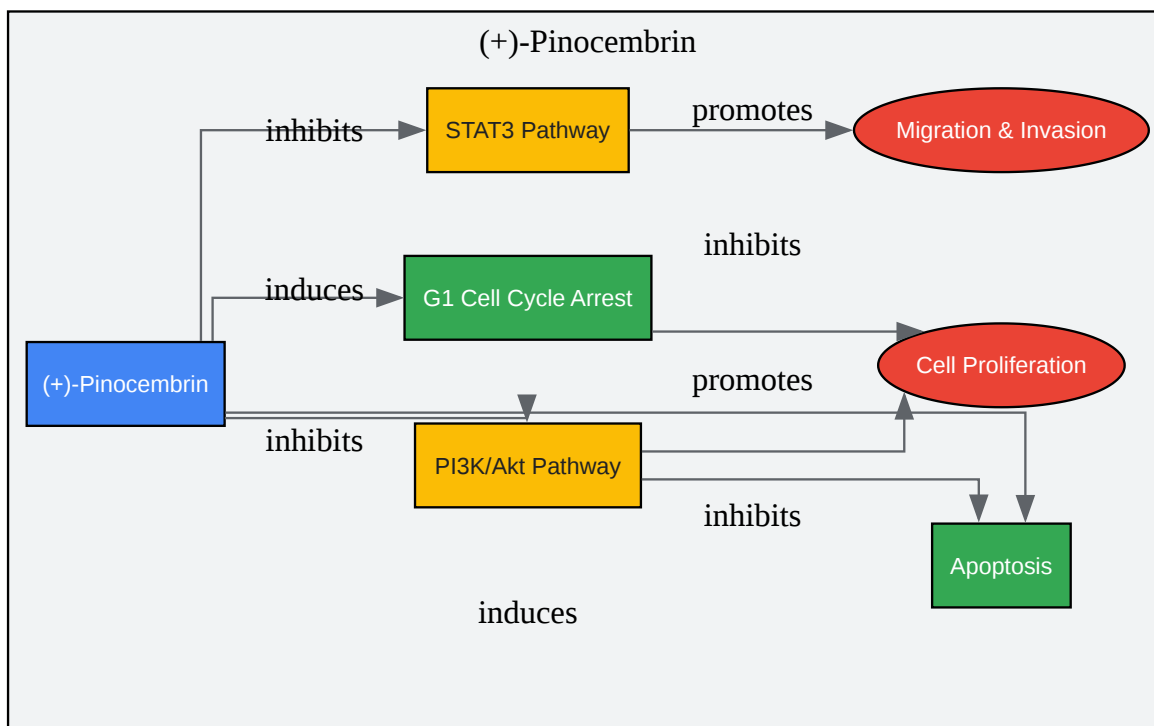 (+)-Pinocembrin
inhibits
STAT3 Pathway
promotes
Migration & Invasion
inhibits
induces
G1 Cell Cycle Arrest
(+)-Pinocembrin
Cell Proliferation
promotes
inhibits
PI3K/Akt Pathway
inhibits
Apoptosis
induces